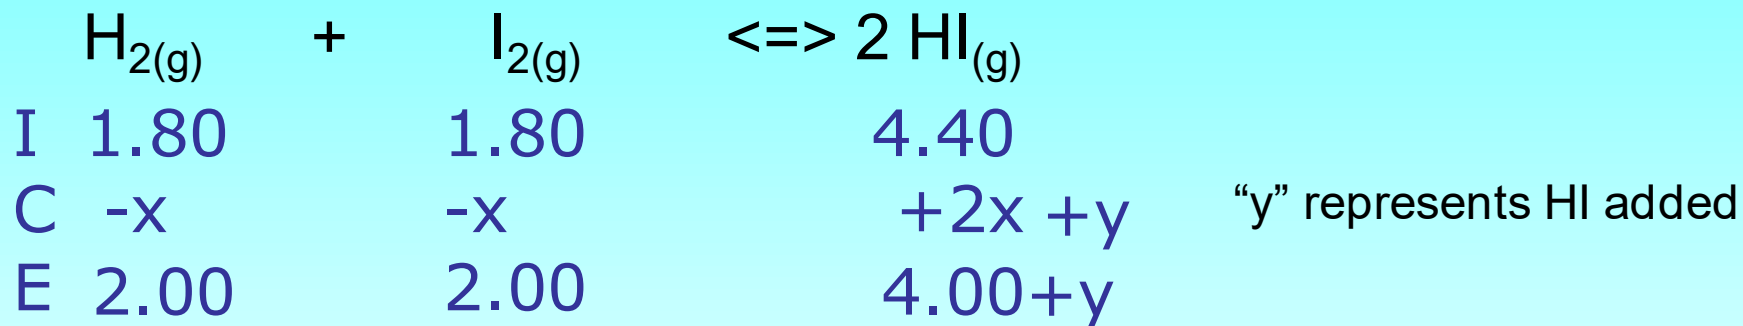 H2(g) + I2(g) <=> 2 HI(g)
I 1.80 1.80 4.40
C -x -x +2x +y “y” represents HI added
E 2.00 2.00 4.00+y